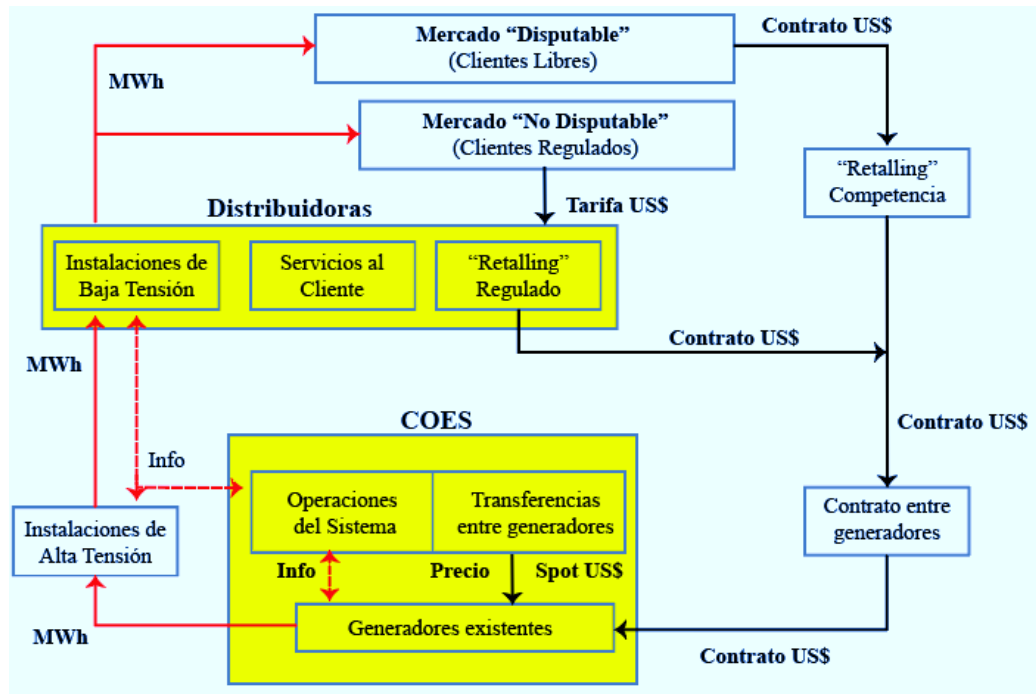 Mercado “Disputable”
(Clientes Libres)
Contrato US$
MWh
Mercado “No Disputable”
(Clientes Regulados)
“Retalling”
Competencia
Distribuidoras
Tarifa US$
Instalaciones de
Baja Tensión
Servicios al
Cliente
“Retalling”
Regulado
Contrato US$
MWh
COES
Contrato US$
Info
Operaciones
del Sistema
Transferencias
entre generadores
Contrato entre
generadores
Instalaciones de
Alta Tensión
Info
Precio
Spot US$
Generadores existentes
MWh
Contrato US$